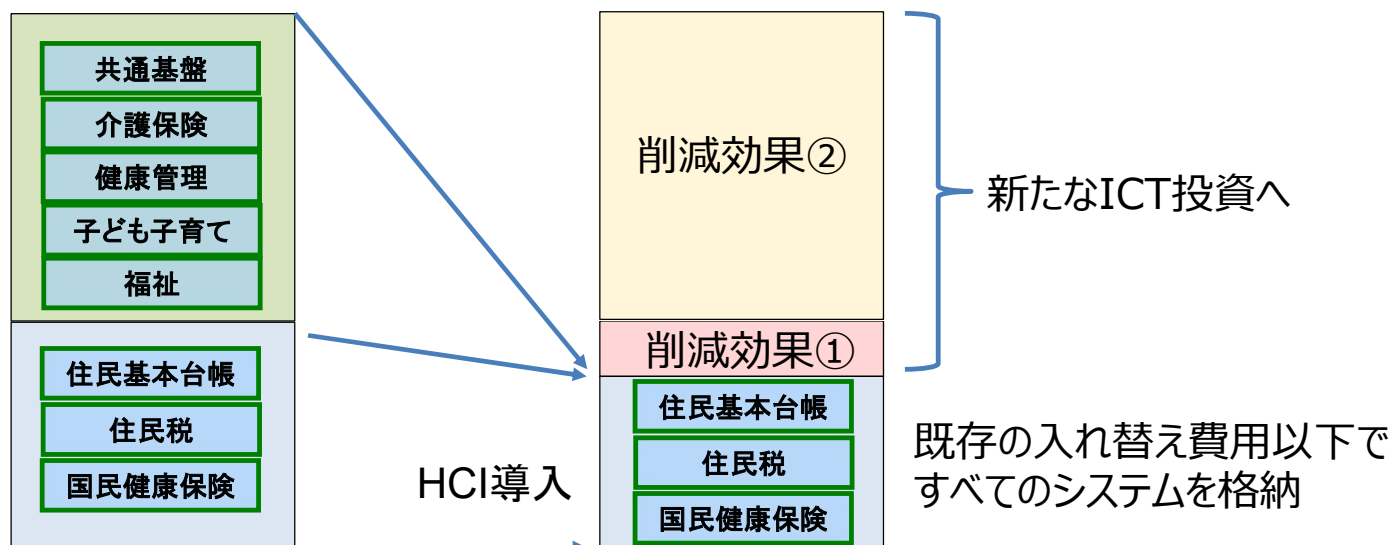 共通基盤
介護保険
健康管理
子ども子育て
福祉
住民基本台帳
住民税
国民健康保険
HCI導入
削減効果②
削減効果①
住民基本台帳
住民税
国民健康保険
新たなICT投資へ
既存の入れ替え費用以下で
すべてのシステムを格納